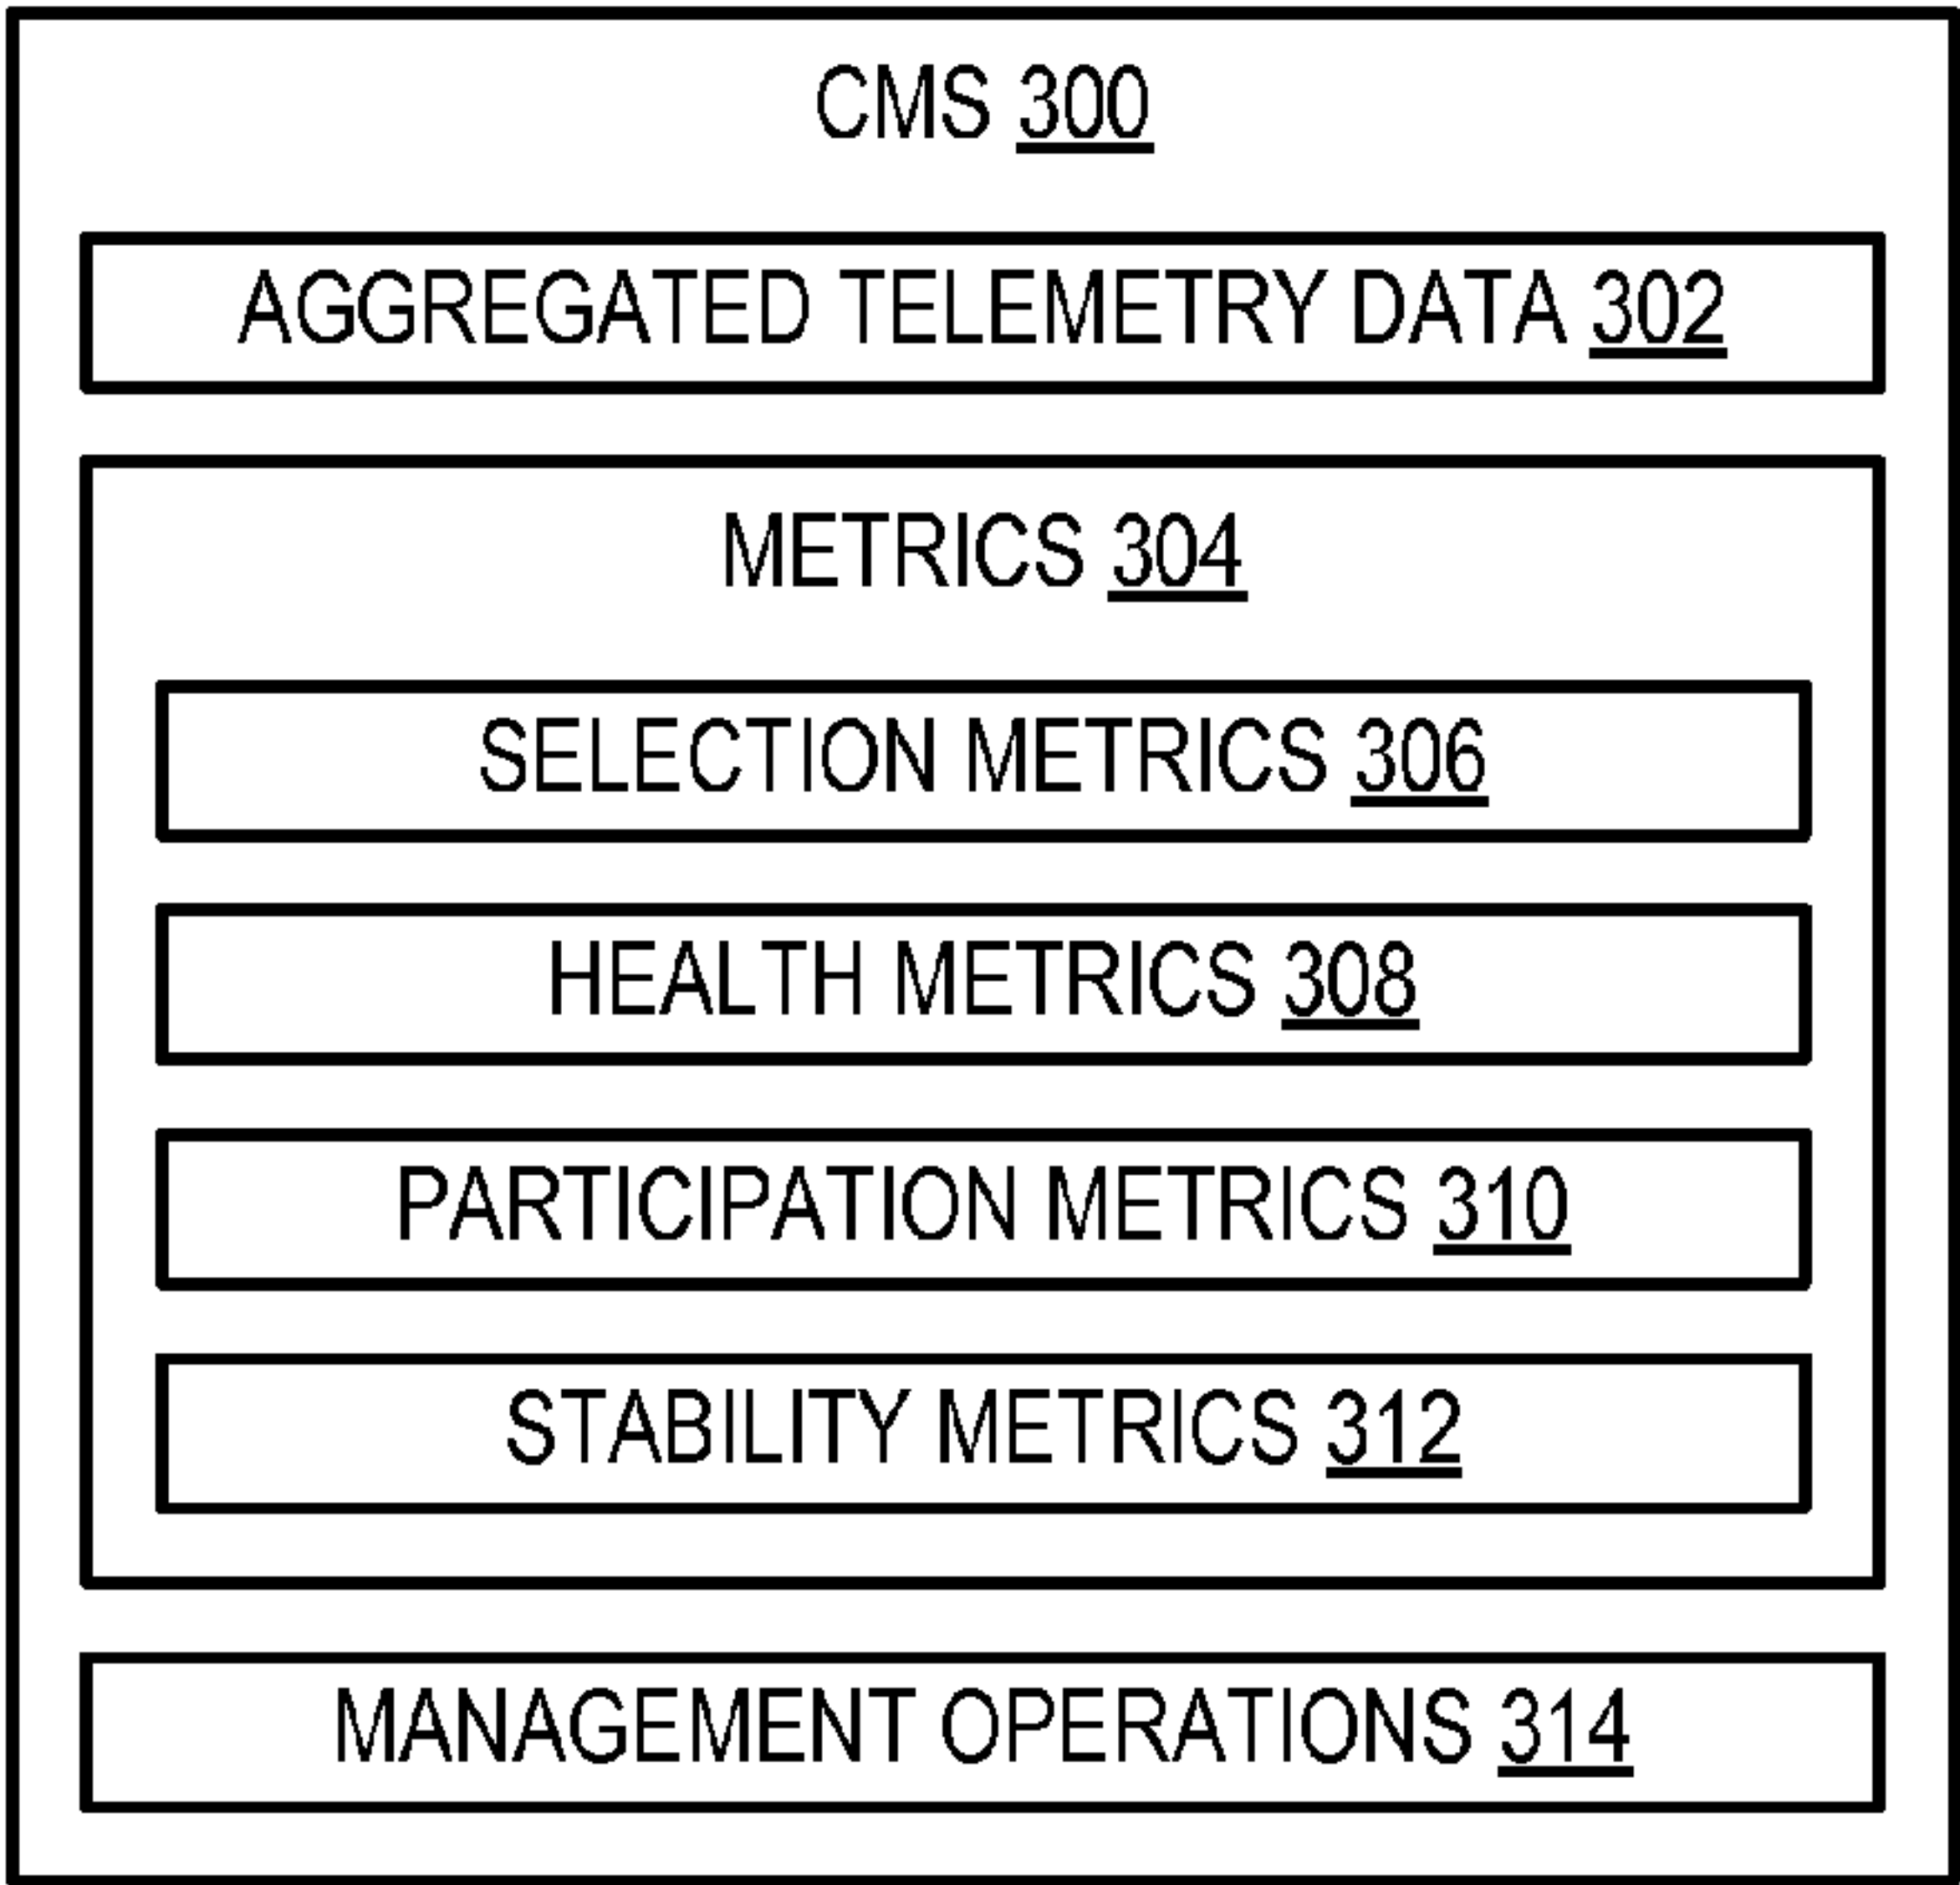 CMS 300
AGGREGATED TELEMETRY DATA 302
METRICS 304
SELECTION METRICS 306
HEALTH METRICS 308
PARTICIPATION METRICS 310
STABILITY METRICS 312
MANAGEMENT OPERATIONS 314